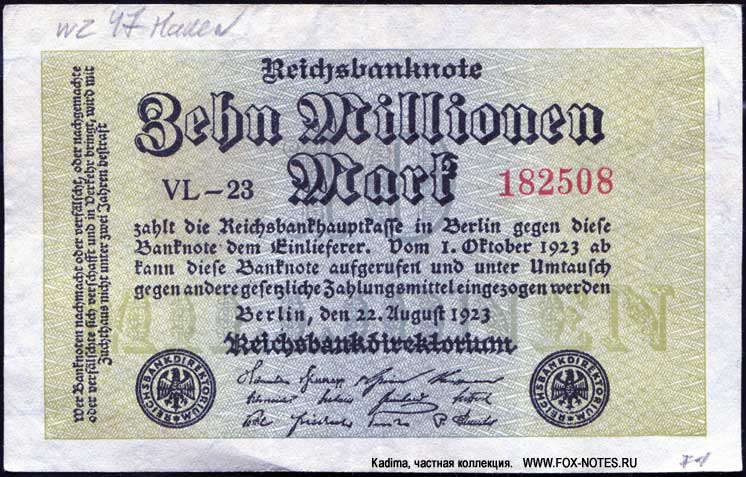 wz 47
Reichsbanknote
Zehn Millionen
Mark
VL-23
182508
zahlt die Reichsbankhauptkasse in Berlin gegen diese
Banknote dem Einlieferer. Vom 1. Oktober 1923 ab
kann diese Banknote aufgerufen und unter Umtausch
gegen andere gesetzliche Zahlungsmittel eingezogen werden
Berlin, den 22. August 1923
Reichsbankdirektorium
REICHSBANKDIREKTORIUM
REICHSBANKDIREKTORIUM
Wer Banknoten nachmacht oder verfälscht, oder nachgemachte
oder verfälschte sich verschafft und in Verkehr bringt, wird mit
Zuchthaus nicht unter zwei Jahren bestraft
Kadima, частная коллекция. WWW.FOX-NOTES.RU